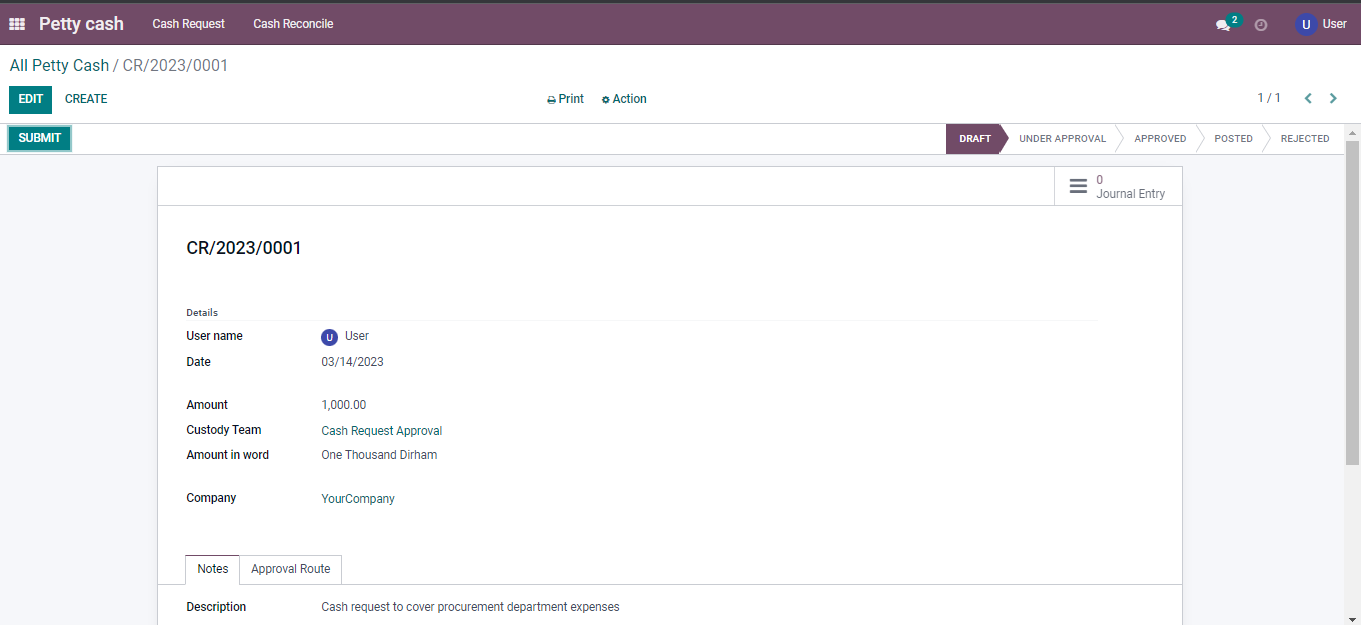 Petty cash Cash Request Cash Reconcile 2 U User
All Petty Cash / CR/2023/0001
EDIT CREATE Print Action 1 / 1
SUBMIT DRAFT UNDER APPROVAL APPROVED POSTED REJECTED
0
Journal Entry
CR/2023/0001
Details
User name U User
Date 03/14/2023
Amount 1,000.00
Custody Team Cash Request Approval
Amount in word One Thousand Dirham
Company YourCompany
Notes Approval Route
Description Cash request to cover procurement department expenses